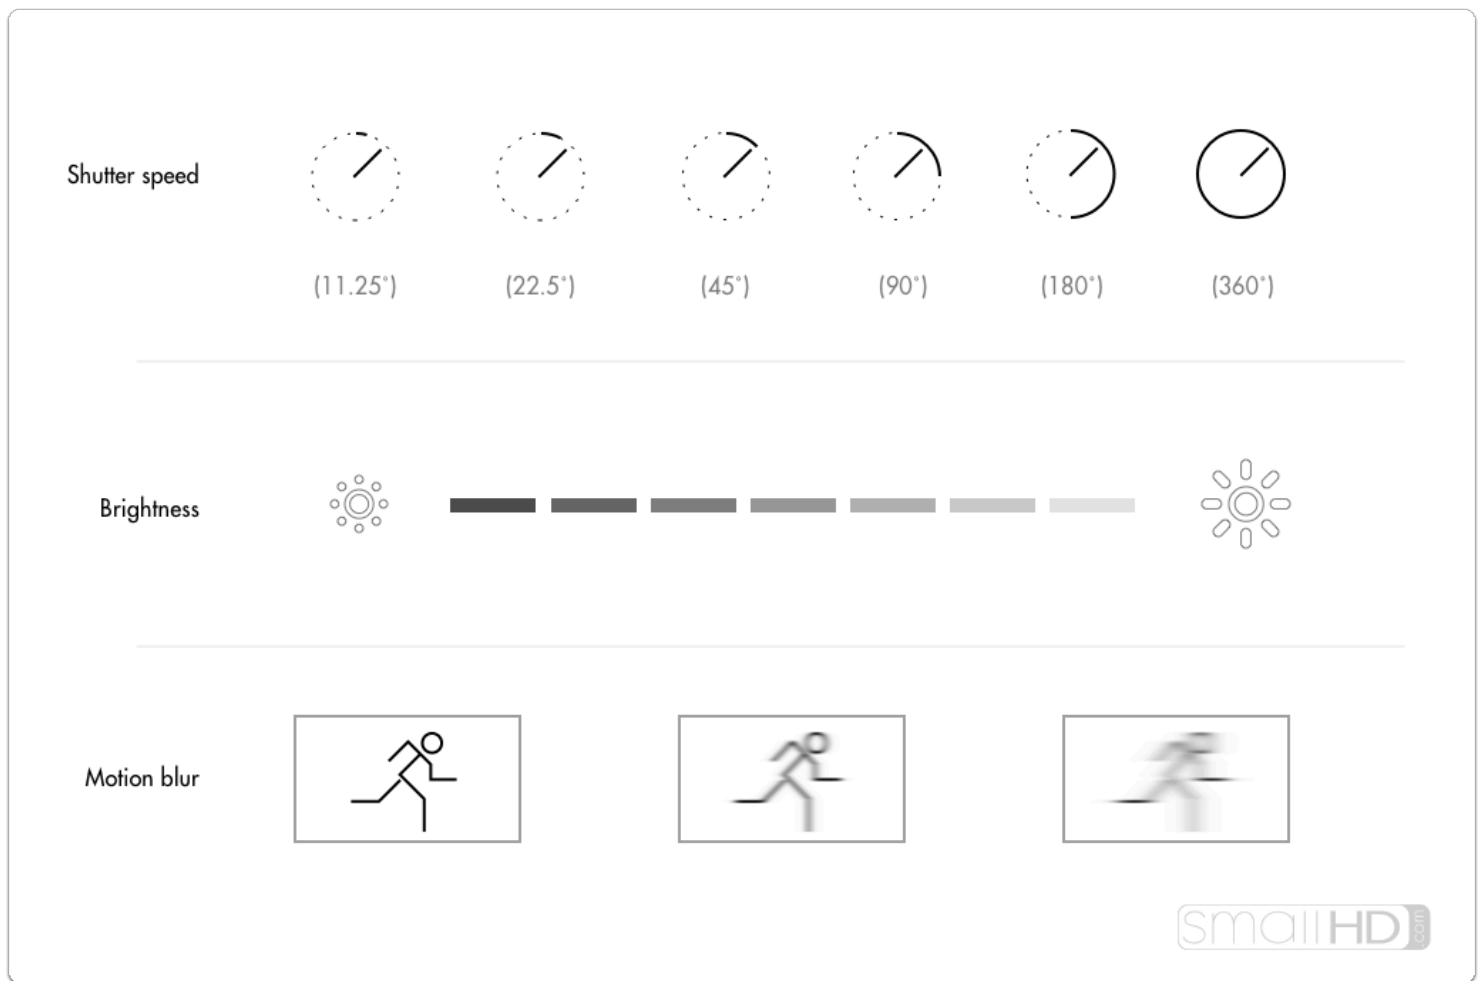 Shutter speed
(11.25°) (22.5°) (45°) (90°) (180°) (360°)
Brightness
Motion blur
smallHD.com